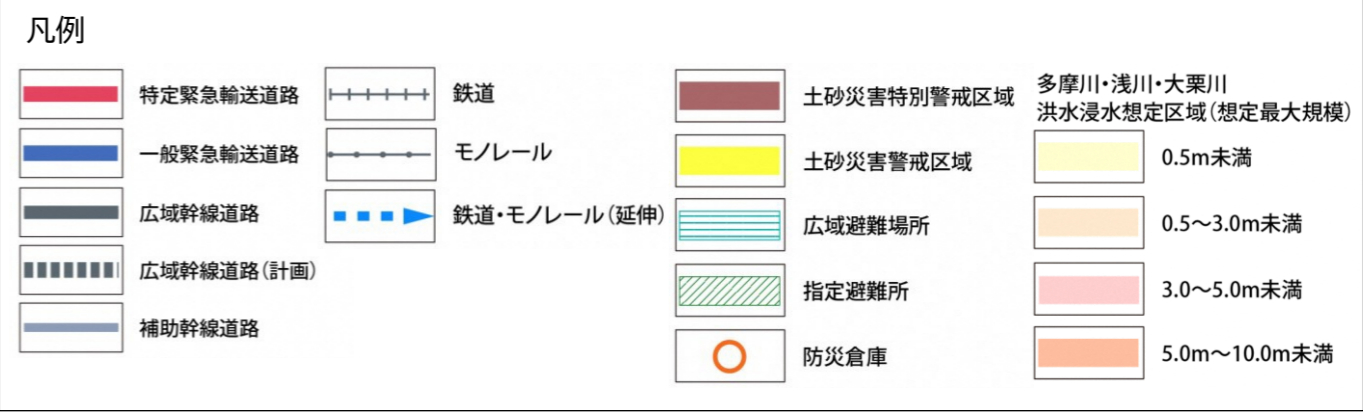 凡例
特定緊急輸送道路
一般緊急輸送道路
広域幹線道路
広域幹線道路(計画)
補助幹線道路
鉄道
モノレール
鉄道・モノレール(延伸)
土砂災害特別警戒区域
土砂災害警戒区域
広域避難場所
指定避難所
防災倉庫
多摩川・浅川・大栗川
洪水浸水想定区域(想定最大規模)
0.5m未満
0.5～3.0m未満
3.0～5.0m未満
5.0m～10.0m未満